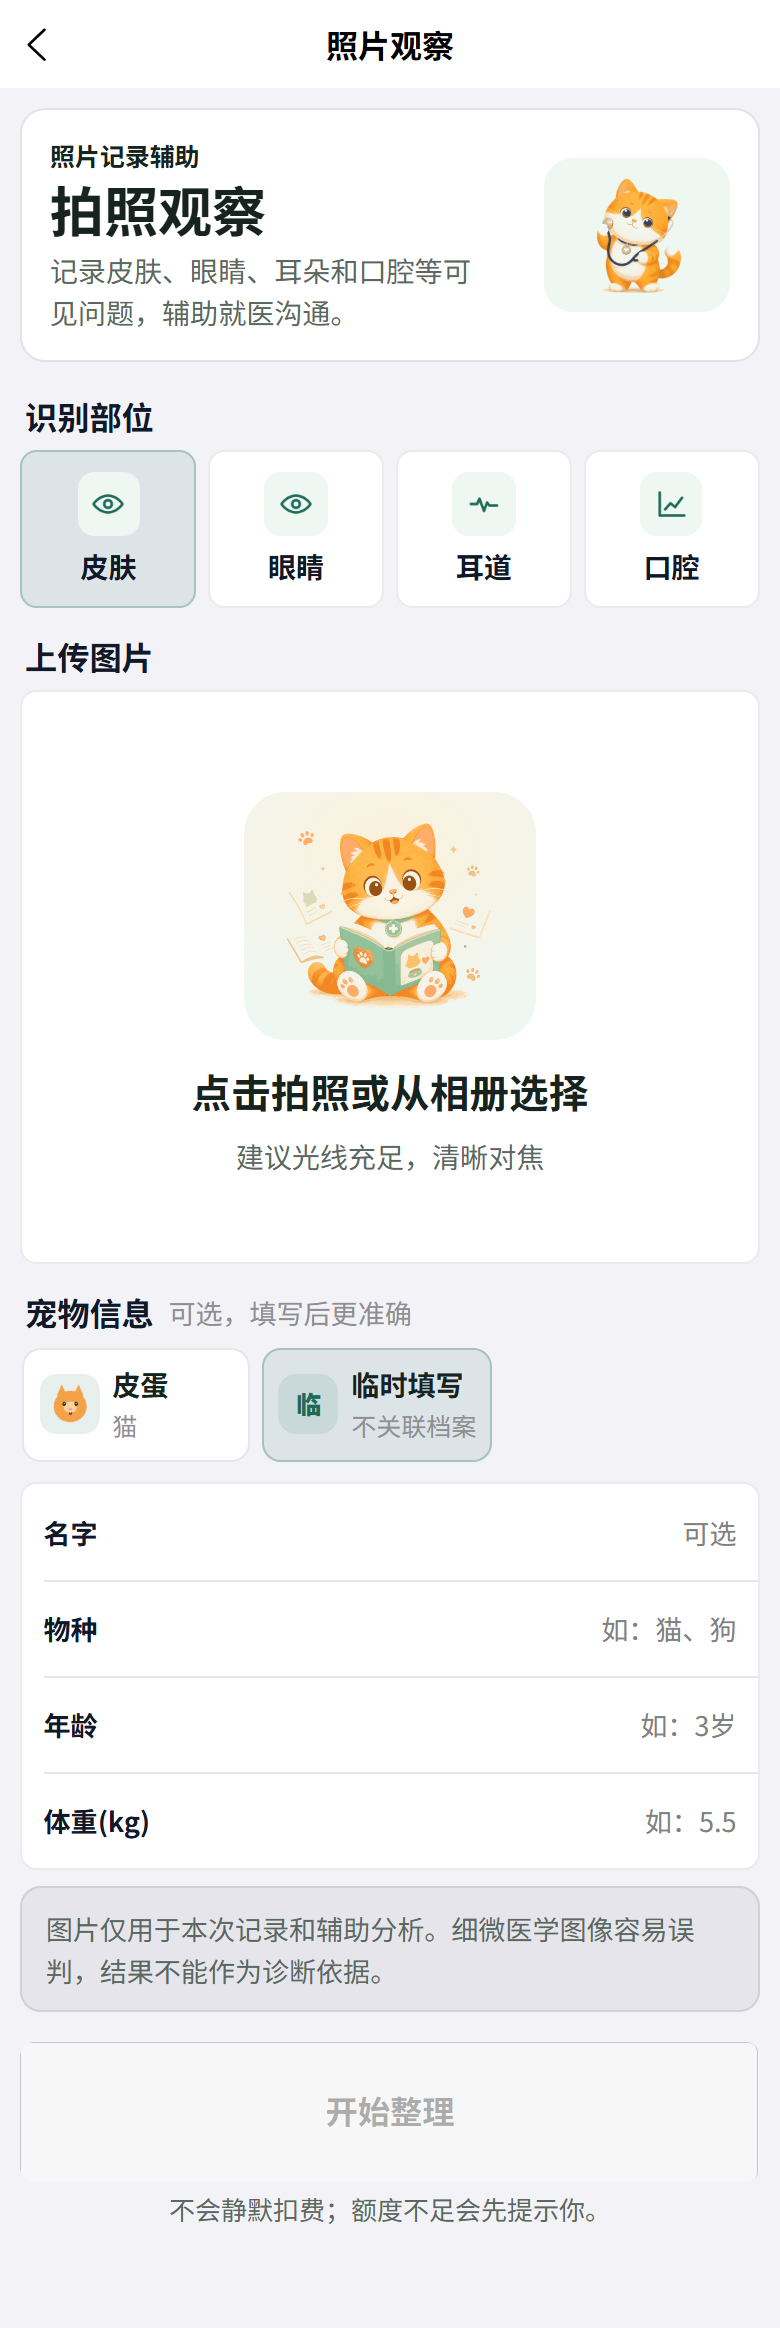 照片观察
照片记录辅助
拍照观察
记录皮肤、眼睛、耳朵和口腔等可
见问题，辅助就医沟通。
识别部位
皮肤
眼睛
耳道
口腔
上传图片
点击拍照或从相册选择
建议光线充足，清晰对焦
宠物信息 可选，填写后更准确
皮蛋
猫
临
临时填写
不关联档案
名字 可选
物种 如：猫、狗
年龄 如：3岁
体重(kg) 如：5.5
图片仅用于本次记录和辅助分析。细微医学图像容易误
判，结果不能作为诊断依据。
开始整理
不会静默扣费；额度不足会先提示你。